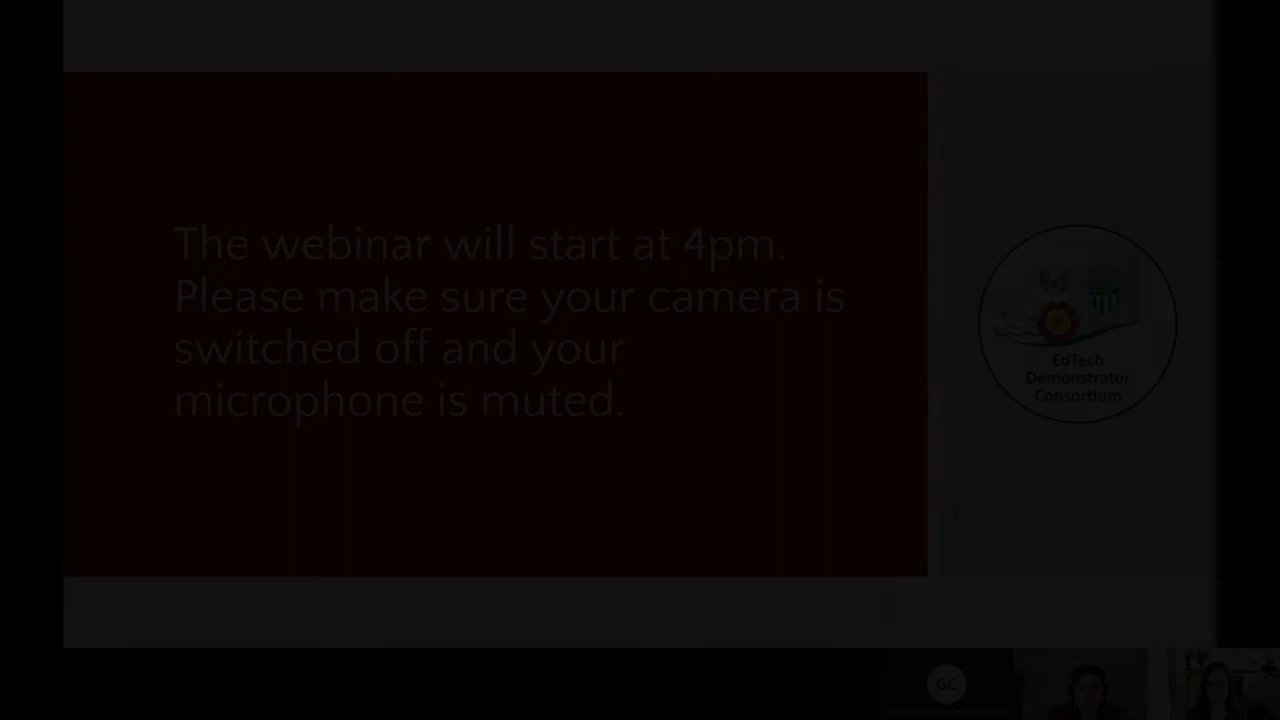 The webinar will start at 4pm.
Please make sure your camera is
switched off and your
microphone is muted.
EdTech
Demonstrator
Consortium
GC